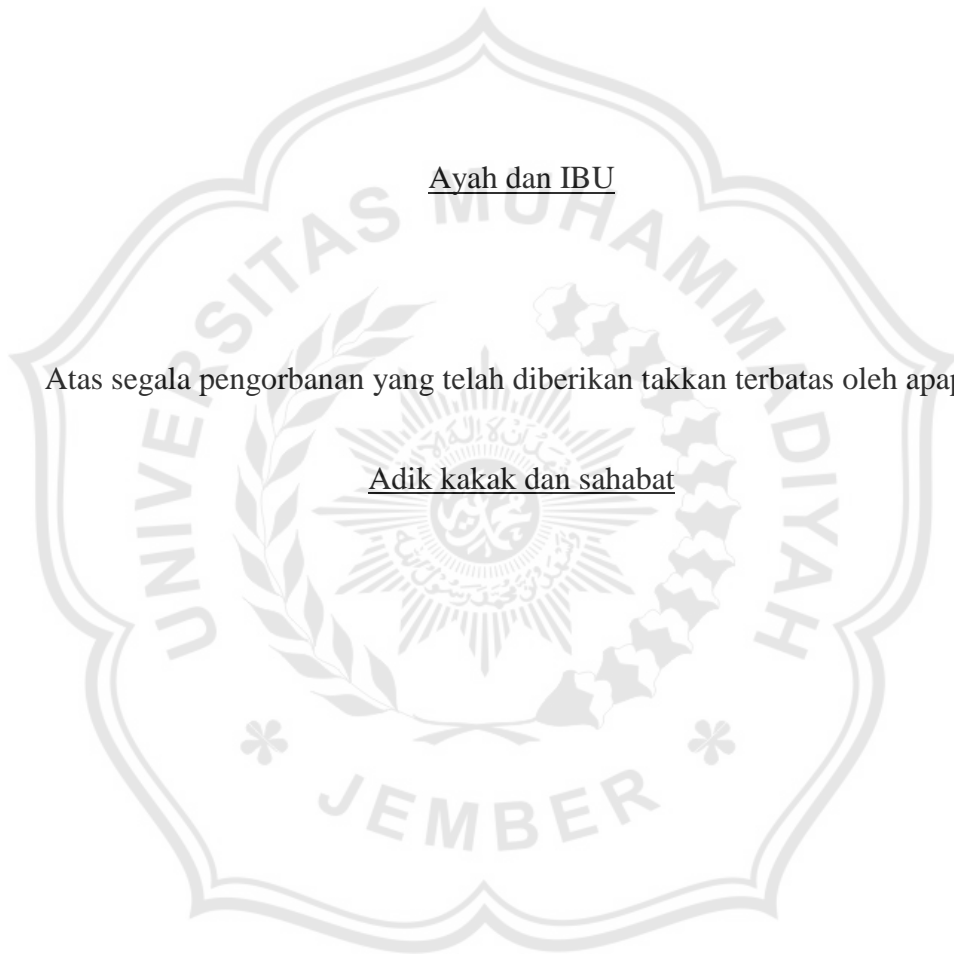 Ayah dan IBU
UNIVERSITAS MUHAMMADIYAH
Atas segala pengorbanan yang telah diberikan takkan terbatas oleh apap
Adik kakak dan sahabat
JEMBER